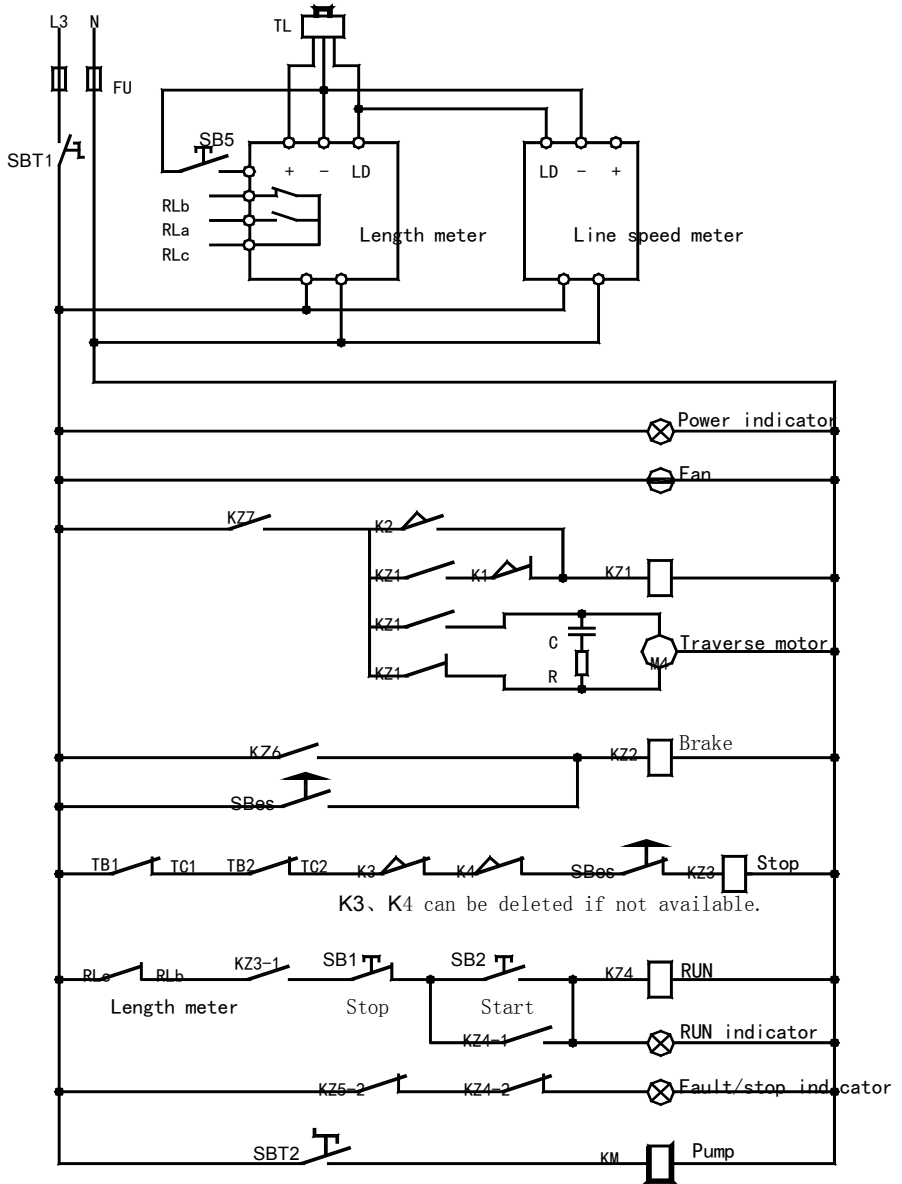 L3 N TL
FU
SBT1 SB5
+ - LD LD - +
RLb
RLa
RLc
Length meter Line speed meter
Power indicator
Fan
KZ7 K2
KZ1 K1 KZ1
KZ1 C Traverse motor
M4
KZ1 R
KZ6 KZ2 Brake
SBes
TB1 TC1 TB2 TC2 K3 K4 SBes KZ3 Stop
K3、K4 can be deleted if not available.
RLc RLb KZ3-1 SB1 SB2 KZ4 RUN
Length meter Stop Start
KZ4-1 RUN indicator
KZ5-2 KZ4-2 Fault/stop indicator
SBT2 KM Pump